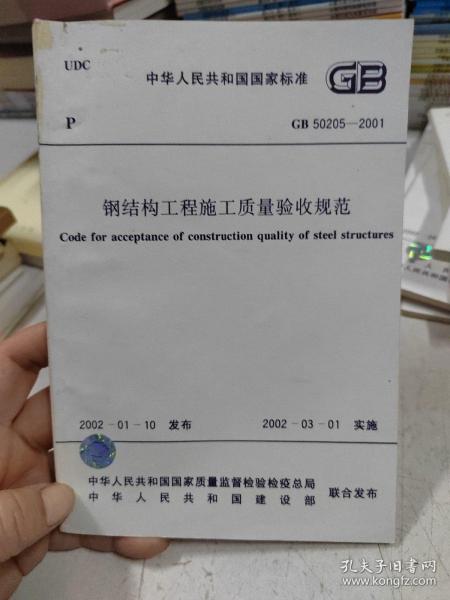 UDC
中华人民共和国国家标准 GB
P
GB 50205—2001
钢结构工程施工质量验收规范
Code for acceptance of construction quality of steel structures
2002-01-10 发布 2002-03-01 实施
中华人民共和国国家质量监督检验检疫总局
中华人民共和国建设部
联合发布
孔夫子旧书网
www.kongfz.com